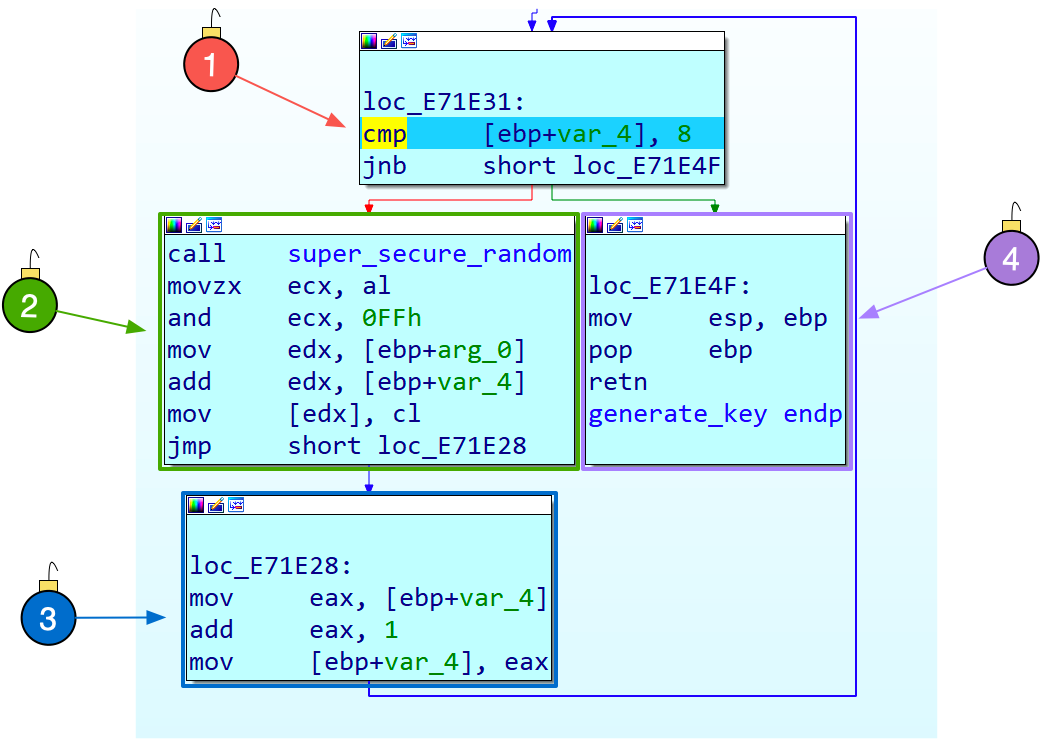 1
loc_E71E31:
cmp [ebp+var_4], 8
jnb short loc_E71E4F
2
call super_secure_random
movzx ecx, al
and ecx, 0FFh
mov edx, [ebp+arg_0]
add edx, [ebp+var_4]
mov [edx], cl
jmp short loc_E71E28
4
loc_E71E4F:
mov esp, ebp
pop ebp
retn
generate_key endp
3
loc_E71E28:
mov eax, [ebp+var_4]
add eax, 1
mov [ebp+var_4], eax